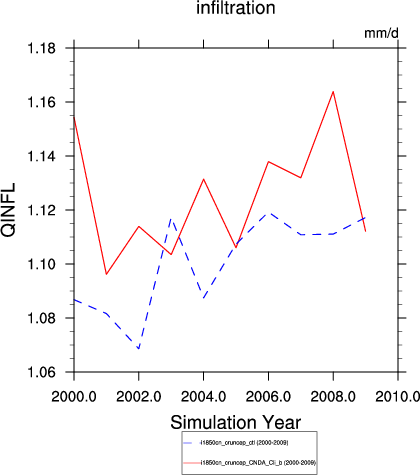 infiltration
mm/d
1.18
1.16
1.14
1.12
1.10
1.08
1.06
QINFL
2000.0 2002.0 2004.0 2006.0 2008.0 2010.0
Simulation Year
i1850cn_cruncep_ctl (2000-2009)
i1850cn_cruncep_CNDA_Cli_b (2000-2009)